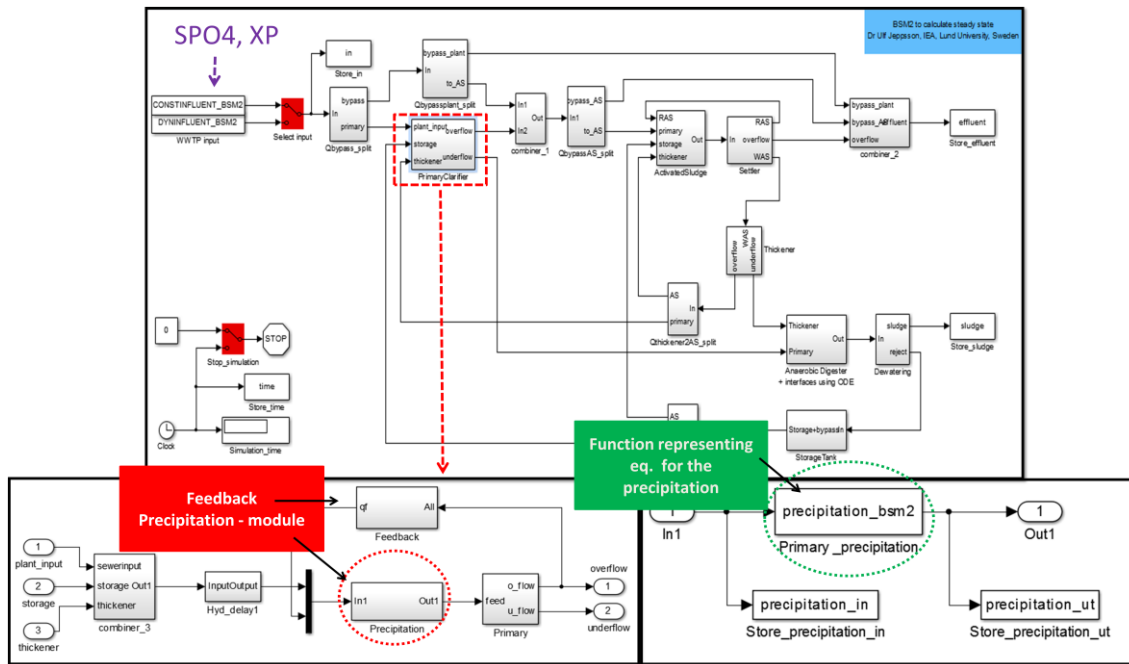 SPO4, XP
BSM2 to calculate steady state
Dr Ulf Jeppsson, IEA, Lund University, Sweden
in
Store_in
bypass_plant
In
to_AS
Qbypassplant_split
CONSTINFLUENT_BSM2
DYNINFLUENT_BSM2
WWTP input
Select input
bypass
In
primary
Qbypass_split
plant_input
overflow
storage
underflow
thickener
PrimaryClarifier
In1
Out
In2
combiner_1
bypass_AS
In1
to_AS
QbypassAS_split
RAS
primary
Out
storage
thickener
ActivatedSludge
RAS
In overflow
WAS
Settler
bypass_plant
effluent
overflow
combiner_2
effluent
Store_effluent
overflow
WAS
underflow
Thickener
AS
In
primary
Qthickener2AS_split
Thickener
Out
Primary
Anaerobic Digester
+ interfaces using ODE
sludge
In
reject
Dewatering
sludge
Store_sludge
0
STOP
Stop_simulation
time
Store_time
Clock
Simulation_time
AS
Storage+bypassIn
StorageTank
Feedback
Precipitation - module
Function representing
eq. for the
precipitation
qf
All
Feedback
1
plant_input
2
storage
3
thickener
sewerinput
storage Out1
thickener
combiner_3
InputOutput
Hyd_delay1
In1
Out1
Precipitation
o_flow
feed
u_flow
Primary
overflow
1
2
underflow
In1
precipitation_bsm2
Primary _precipitation
1
Out1
precipitation_in
Store_precipitation_in
precipitation_ut
Store_precipitation_ut